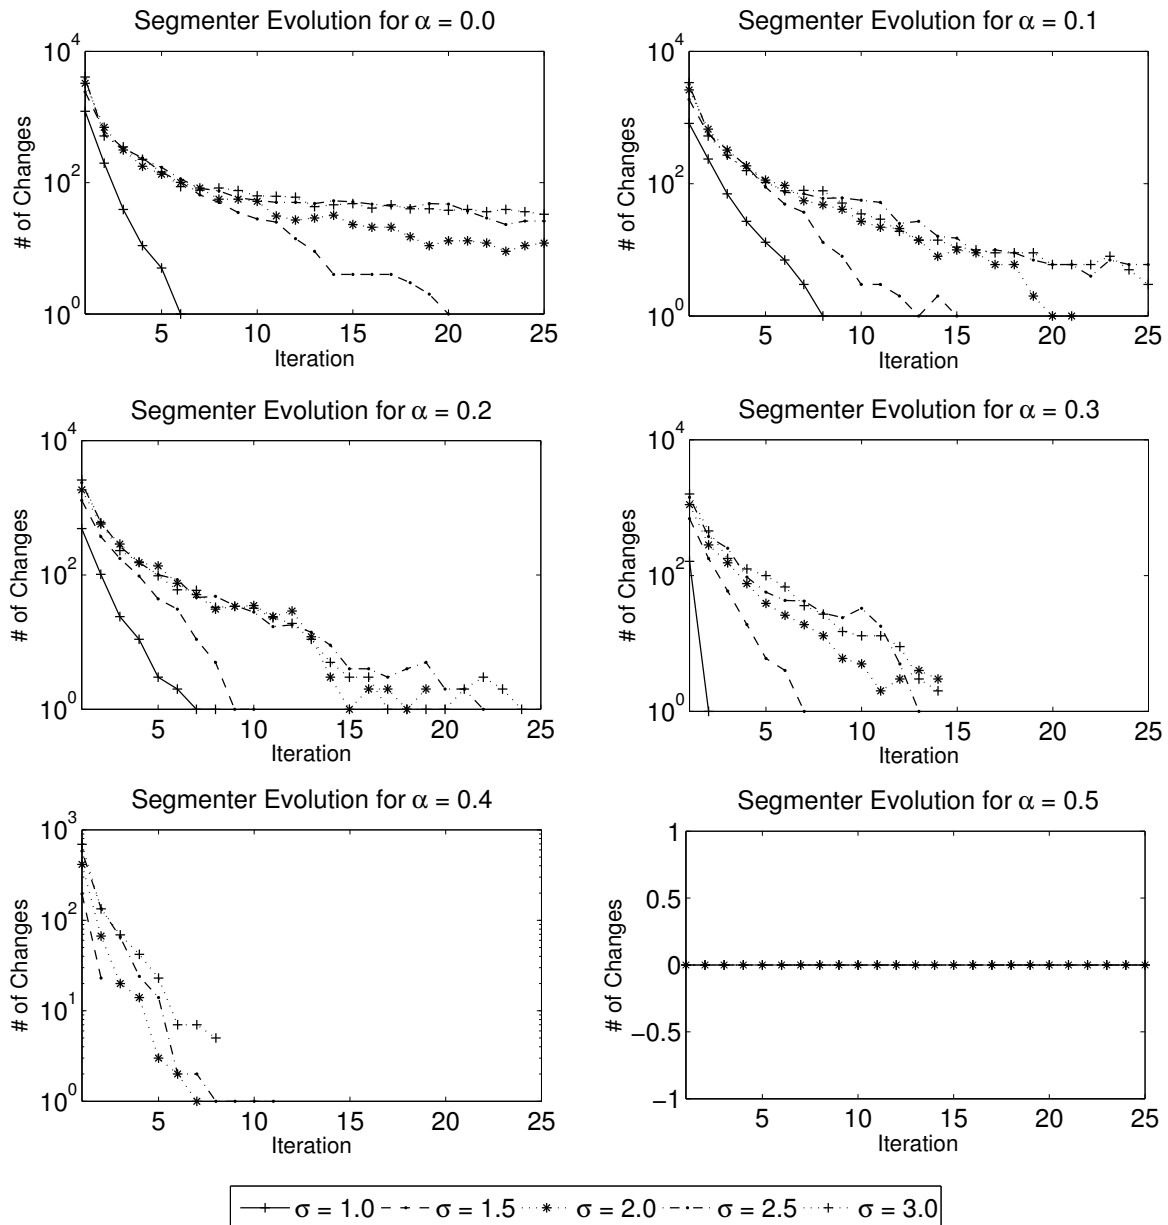 Segmenter Evolution for α = 0.0
# of Changes
10^4
10^2
10^0
5 10 15 20 25
Iteration
Segmenter Evolution for α = 0.1
# of Changes
10^4
10^2
10^0
5 10 15 20 25
Iteration
Segmenter Evolution for α = 0.2
# of Changes
10^4
10^2
10^0
5 10 15 20 25
Iteration
Segmenter Evolution for α = 0.3
# of Changes
10^4
10^2
10^0
5 10 15 20 25
Iteration
Segmenter Evolution for α = 0.4
# of Changes
10^3
10^2
10^1
10^0
5 10 15 20 25
Iteration
Segmenter Evolution for α = 0.5
# of Changes
1
0.5
0
−0.5
−1
5 10 15 20 25
Iteration
σ = 1.0 σ = 1.5 σ = 2.0 σ = 2.5 σ = 3.0